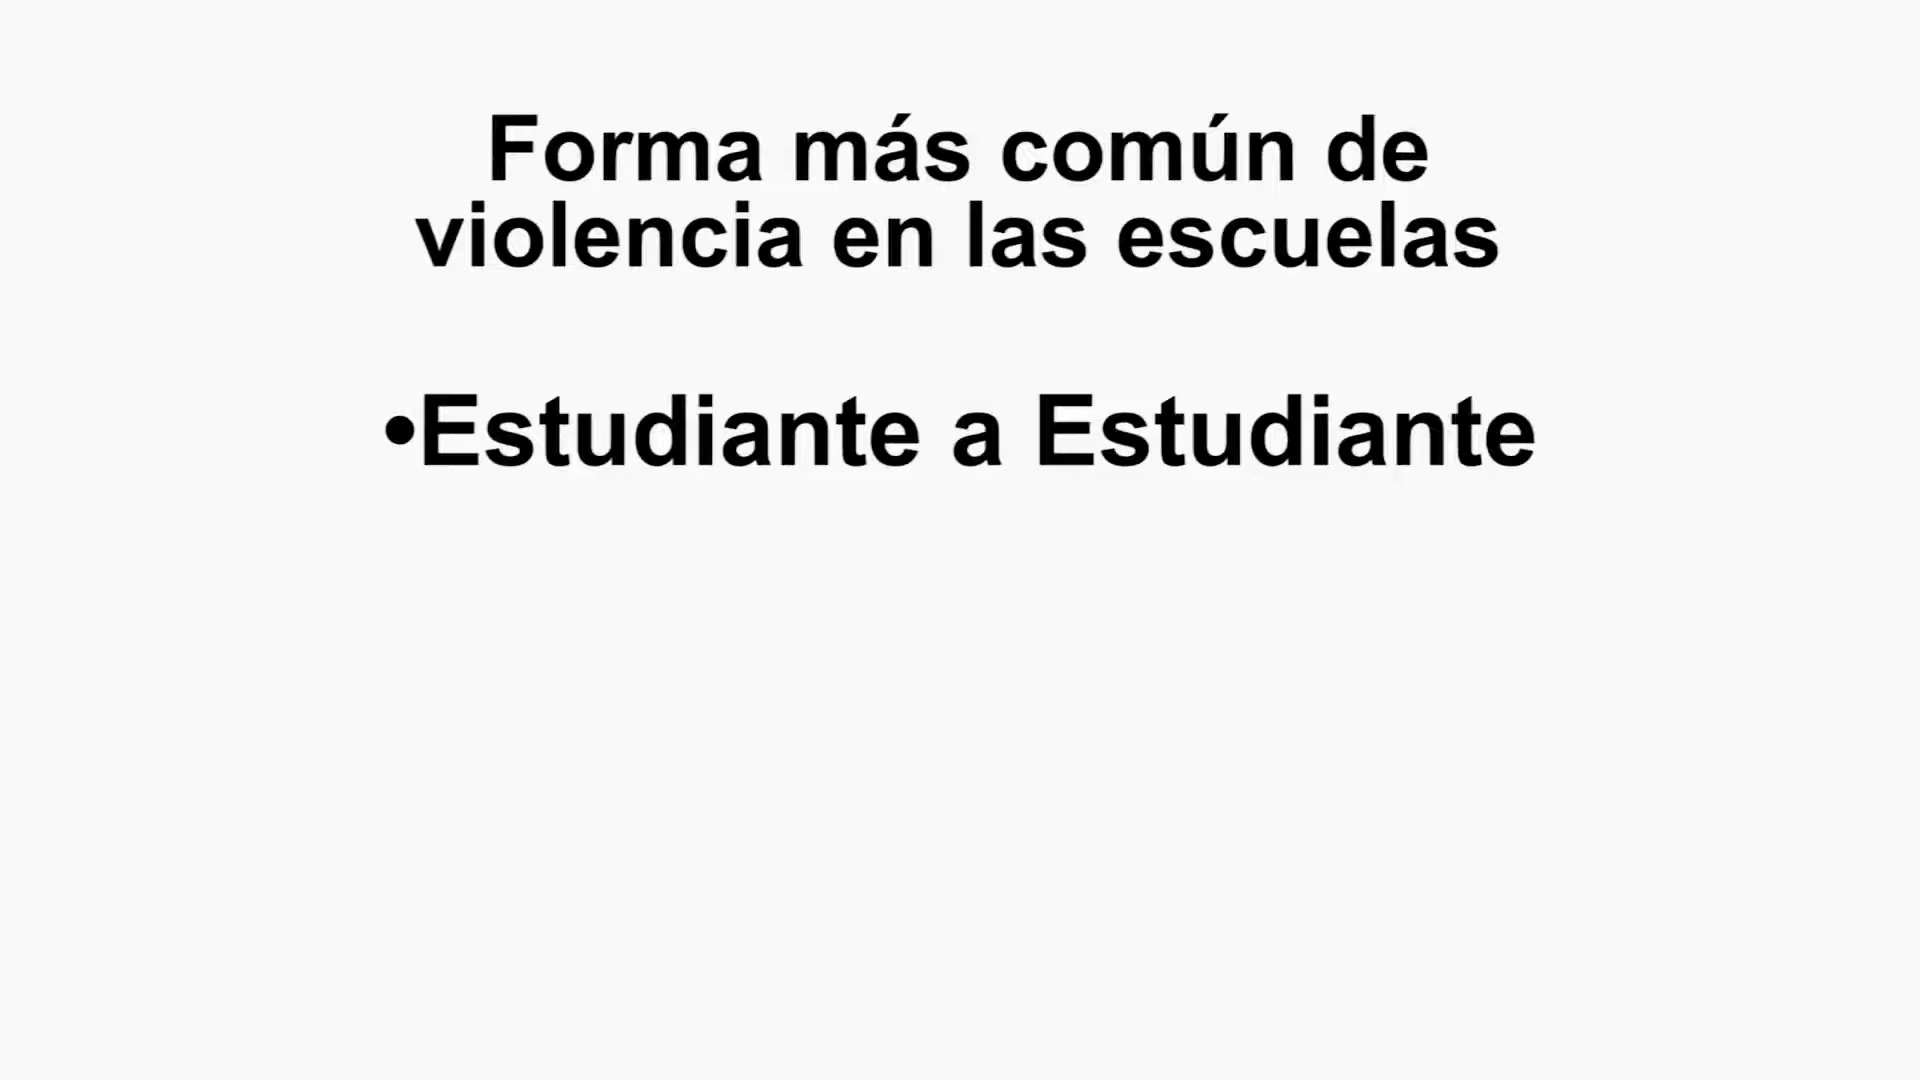 Forma más común de
violencia en las escuelas
•Estudiante a Estudiante